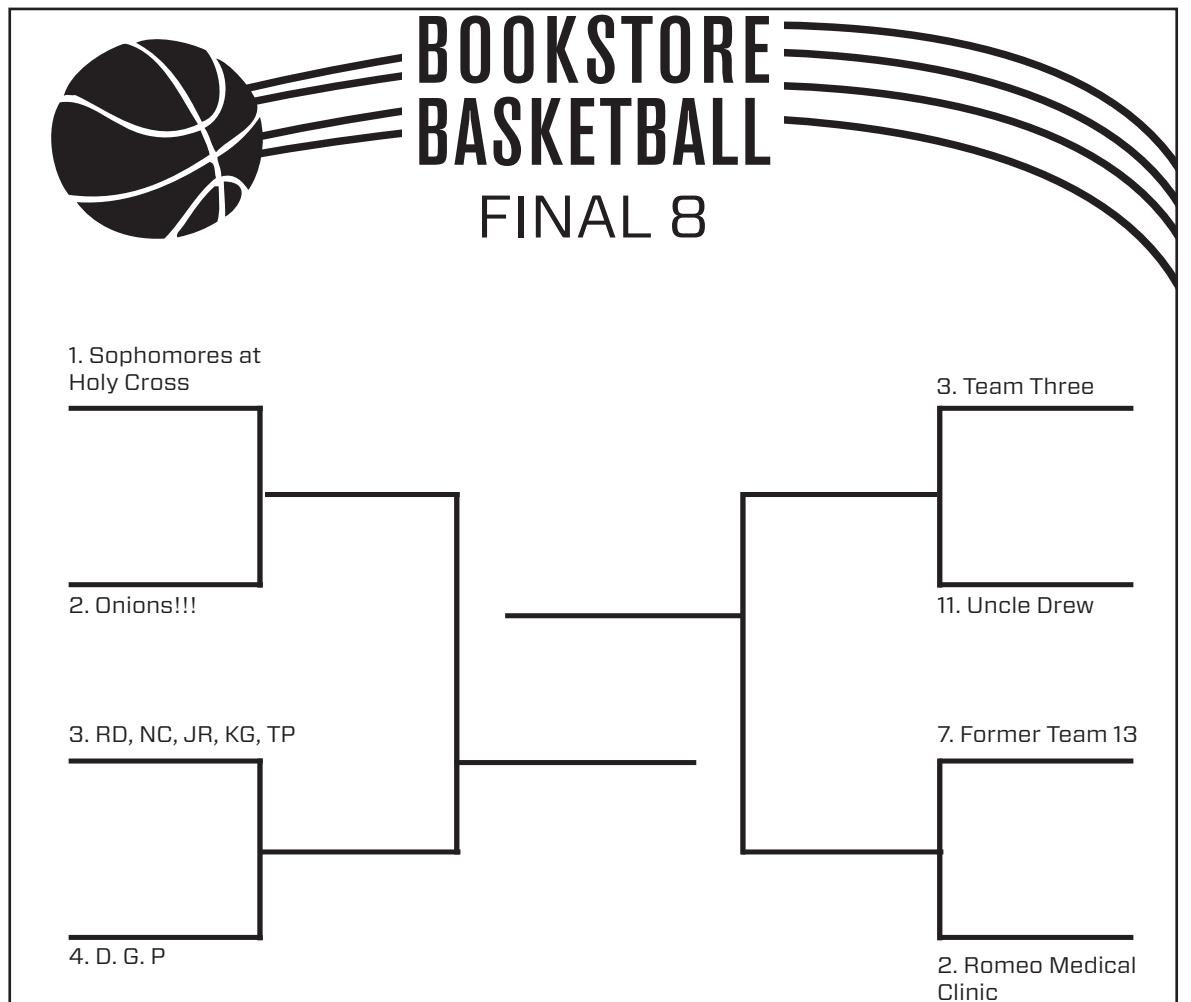 BOOKSTORE
BASKETBALL
FINAL 8
1. Sophomores at
Holy Cross
2. Onions!!!
3. RD, NC, JR, KG, TP
4. D. G. P
3. Team Three
11. Uncle Drew
7. Former Team 13
2. Romeo Medical
Clinic